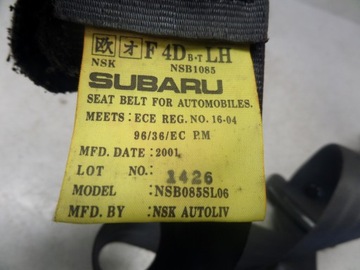 欧 オ F 4D B-T LH
NSK NSB1085
SUBARU
SEAT BELT FOR AUTOMOBILES.
MEETS: ECE REG. NO. 16-04
96/36/EC P.M
MFD. DATE: 2001
LOT NO.: 1426
MODEL: NSB085SL06
MFD. BY: NSK AUTOLIV